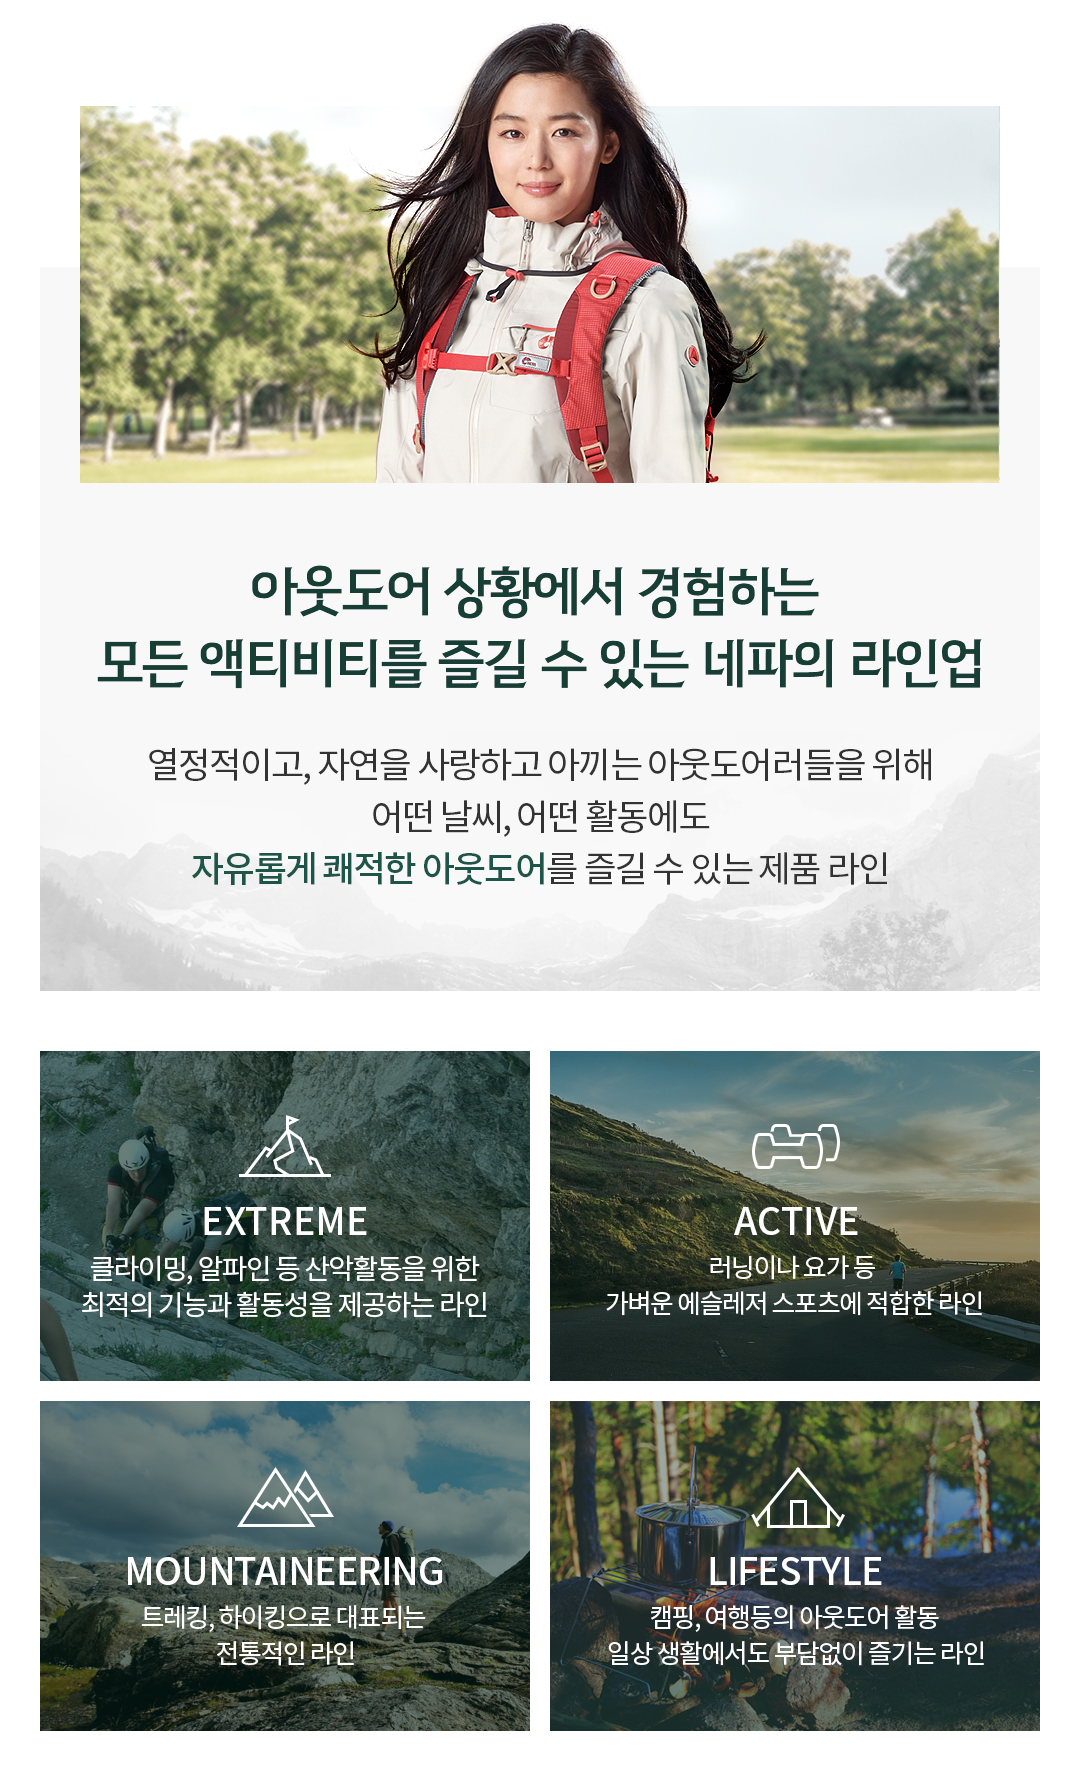 아웃도어 상황에서 경험하는
모든 액티비티를 즐길 수 있는 네파의 라인업
열정적이고, 자연을 사랑하고 아끼는 아웃도어러들을 위해
어떤 날씨, 어떤 활동에도
자유롭게 쾌적한 아웃도어를 즐길 수 있는 제품 라인
EXTREME
클라이밍, 알파인 등 산악활동을 위한
최적의 기능과 활동성을 제공하는 라인
ACTIVE
러닝이나 요가 등
가벼운 에슬레저 스포츠에 적합한 라인
MOUNTAINEERING
트레킹, 하이킹으로 대표되는
전통적인 라인
LIFESTYLE
캠핑, 여행등의 아웃도어 활동
일상 생활에서도 부담없이 즐기는 라인